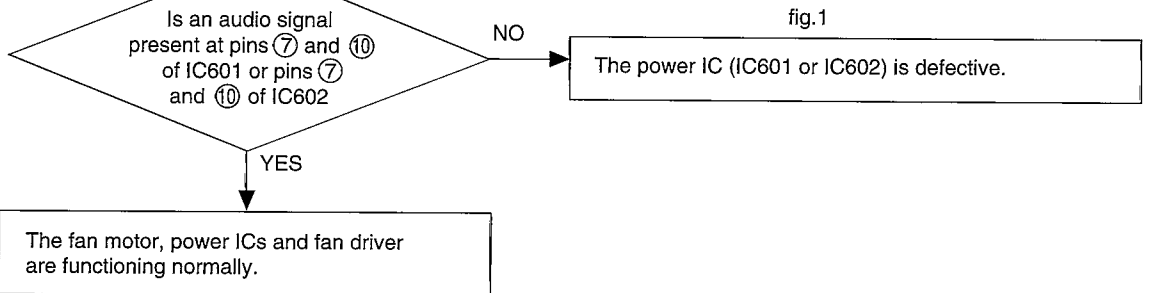 Is an audio signal
present at pins ⑦ and ⑩
of IC601 or pins ⑦
and ⑩ of IC602
NO
fig.1
The power IC (IC601 or IC602) is defective.
YES
The fan motor, power ICs and fan driver
are functioning normally.